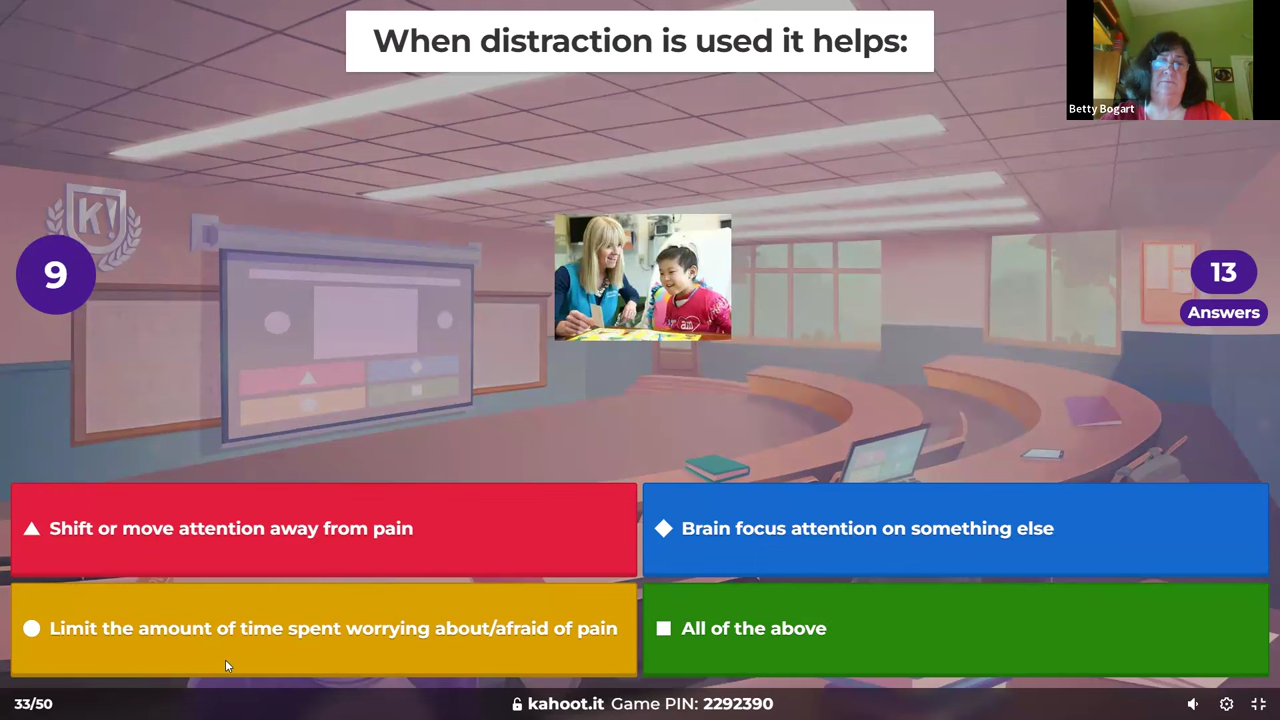 When distraction is used it helps:
Betty Bogart
K!
9
13
Answers
▲ Shift or move attention away from pain
◆ Brain focus attention on something else
● Limit the amount of time spent worrying about/afraid of pain
■ All of the above
33/50
kahoot.it Game PIN: 2292390